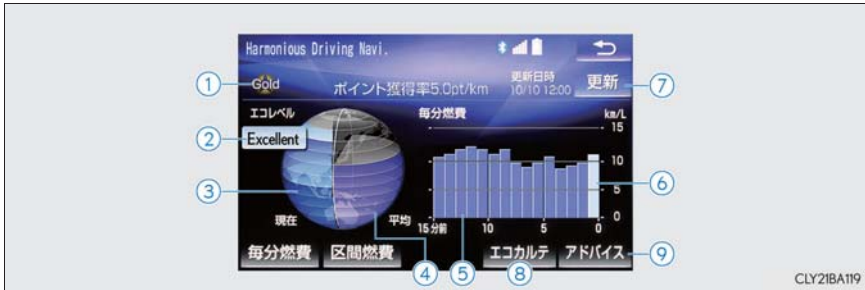 Harmonious Driving Navi.
① Gold ポイント獲得率5.0pt/km 更新日時 10/10 12:00 更新 ⑦
エコレベル 毎分燃費 km/L
② Excellent 15
③ 10 ⑥
5
現在 平均 15分前 10 5 0 0
毎分燃費 区間燃費 ④ ⑤ エコカルテ ⑧ アドバイス ⑨
CLY21BA119